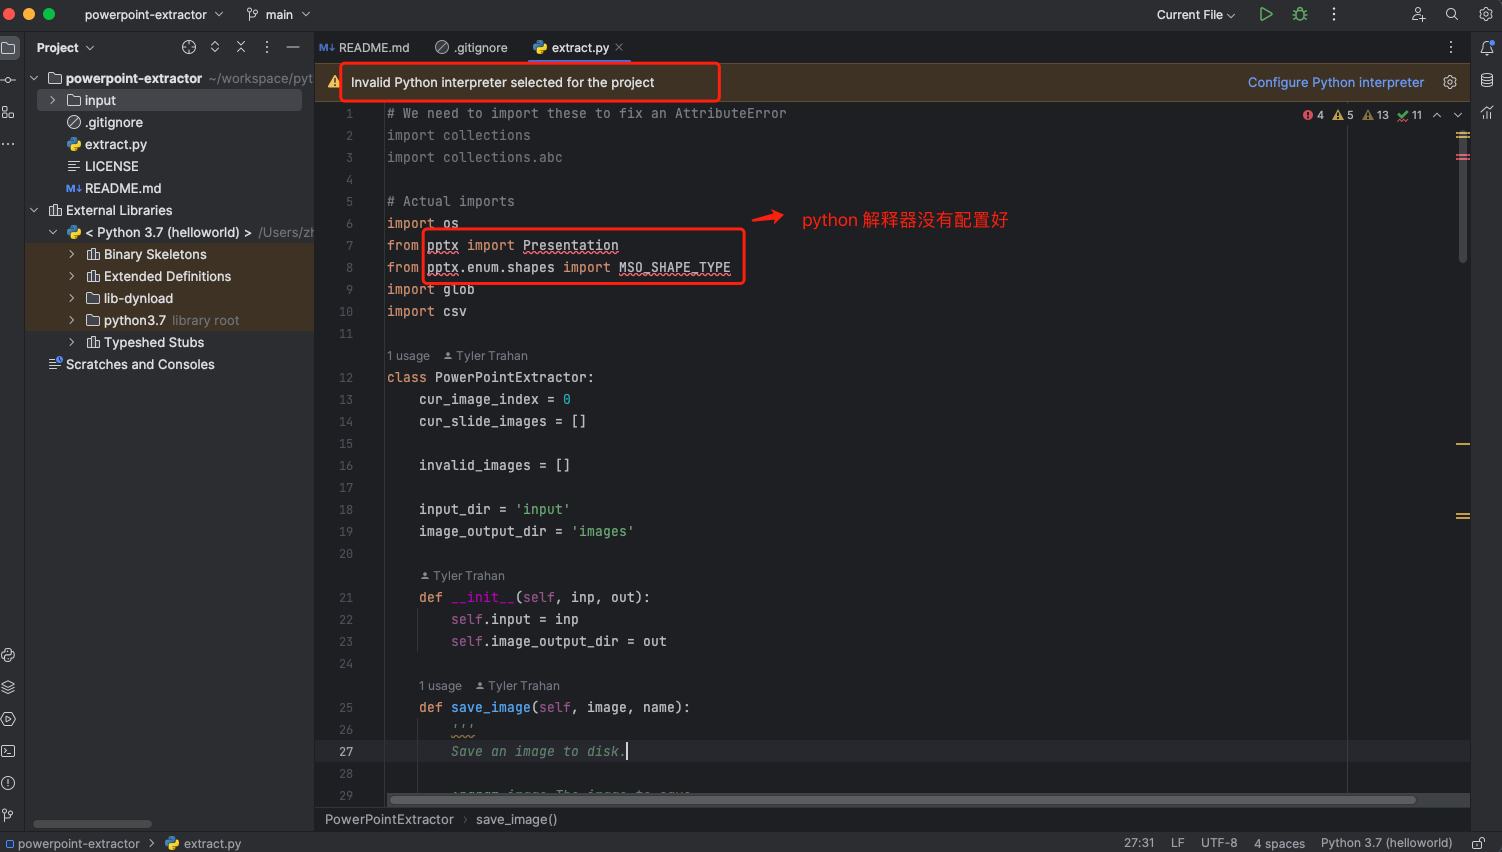 powerpoint-extractor
main
Current File
Project
README.md
.gitignore
extract.py
powerpoint-extractor ~/workspace/pyt
input
.gitignore
extract.py
LICENSE
README.md
External Libraries
< Python 3.7 (helloworld) > /Users/zh
Binary Skeletons
Extended Definitions
lib-dynload
python3.7 library root
Typeshed Stubs
Scratches and Consoles
Invalid Python interpreter selected for the project
Configure Python interpreter
4 5 13 11
1 # We need to import these to fix an AttributeError
2 import collections
3 import collections.abc
4
5 # Actual imports
6 import os
7 from pptx import Presentation
8 from pptx.enum.shapes import MSO_SHAPE_TYPE
9 import glob
10 import csv
11
python 解释器没有配置好
1 usage Tyler Trahan
12 class PowerPointExtractor:
13 cur_image_index = 0
14 cur_slide_images = []
15
16 invalid_images = []
17
18 input_dir = 'input'
19 image_output_dir = 'images'
20
Tyler Trahan
21 def __init__(self, inp, out):
22 self.input = inp
23 self.image_output_dir = out
24
1 usage Tyler Trahan
25 def save_image(self, image, name):
26 '''
27 Save an image to disk.
28
29
PowerPointExtractor › save_image()
powerpoint-extractor › extract.py
27:31 LF UTF-8 4 spaces Python 3.7 (helloworld)